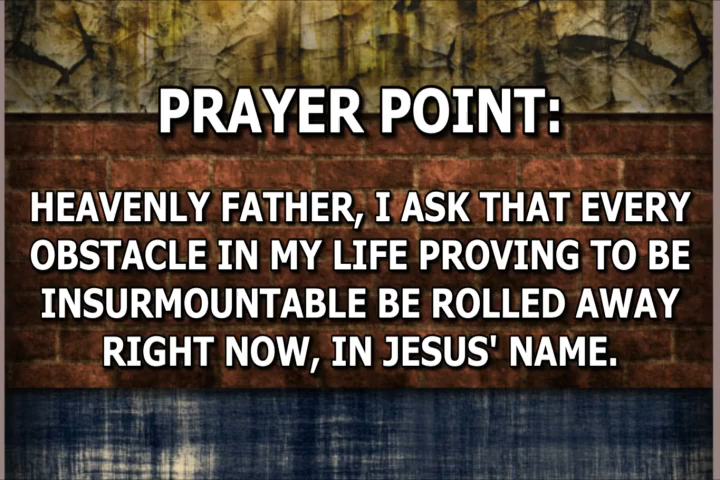 PRAYER POINT:
HEAVENLY FATHER, I ASK THAT EVERY
OBSTACLE IN MY LIFE PROVING TO BE
INSURMOUNTABLE BE ROLLED AWAY
RIGHT NOW, IN JESUS' NAME.